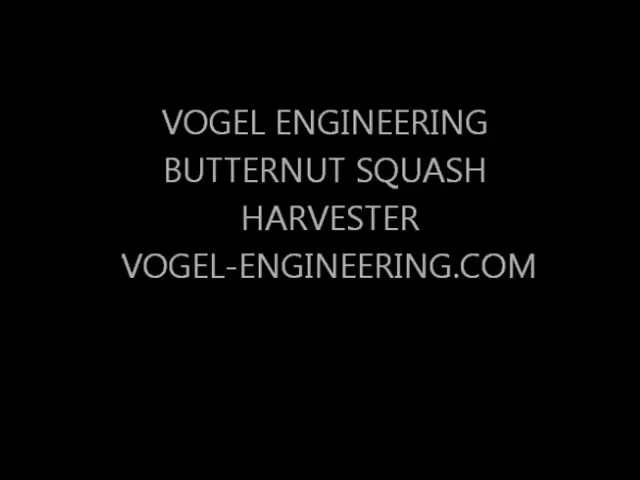 VOGEL ENGINEERING
BUTTERNUT SQUASH
HARVESTER
VOGEL-ENGINEERING.COM